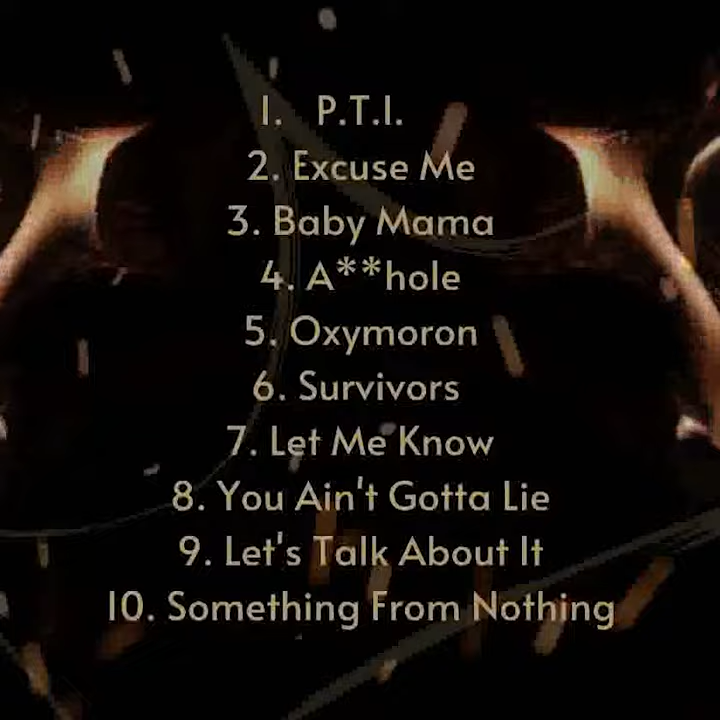 1. P.T.I.
2. Excuse Me
3. Baby Mama
4. A**hole
5. Oxymoron
6. Survivors
7. Let Me Know
8. You Ain't Gotta Lie
9. Let's Talk About It
10. Something From Nothing